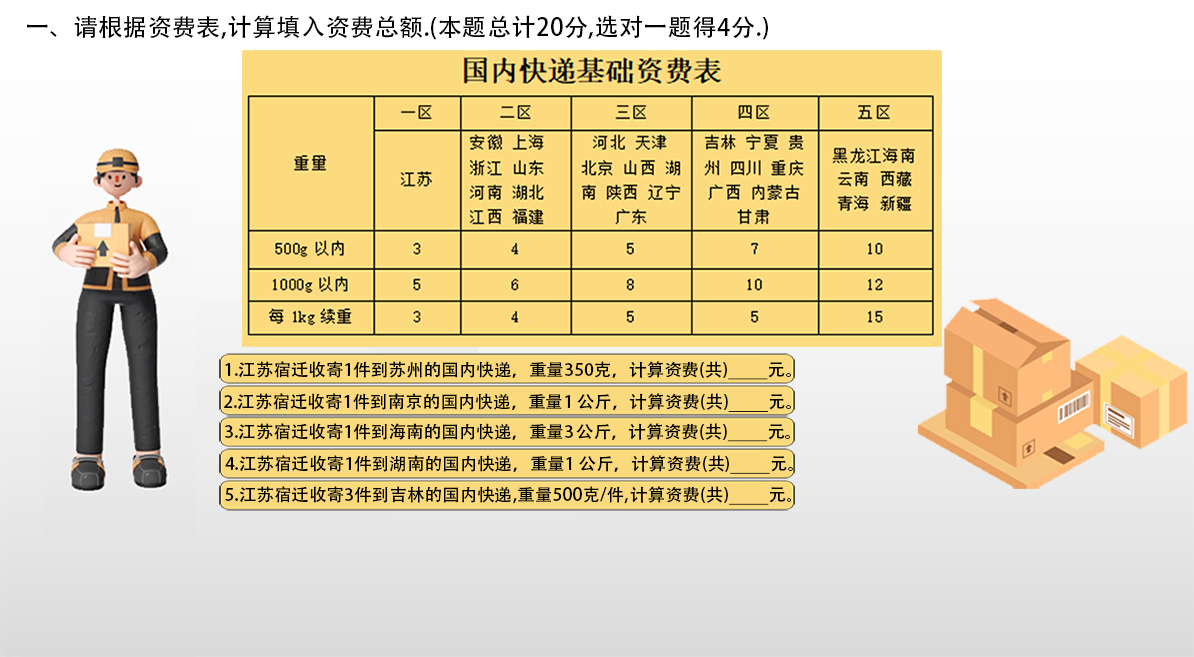 一、请根据资费表,计算填入资费总额.(本题总计20分,选对一题得4分.)
国内快递基础资费表
重量 一区 二区 三区 四区 五区
江苏
安徽 上海
浙江 山东
河南 湖北
江西 福建
河北 天津
北京 山西 湖
南 陕西 辽宁
广东
吉林 宁夏 贵
州 四川 重庆
广西 内蒙古
甘肃
黑龙江海南
云南 西藏
青海 新疆
500g 以内 3 4 5 7 10
1000g 以内 5 6 8 10 12
每 1kg 续重 3 4 5 5 15
1.江苏宿迁收寄1件到苏州的国内快递，重量350克，计算资费(共)____元。
2.江苏宿迁收寄1件到南京的国内快递，重量1公斤，计算资费(共)____元。
3.江苏宿迁收寄1件到海南的国内快递，重量3公斤，计算资费(共)____元。
4.江苏宿迁收寄1件到湖南的国内快递，重量1公斤，计算资费(共)____元。
5.江苏宿迁收寄3件到吉林的国内快递,重量500克/件,计算资费(共)____元。